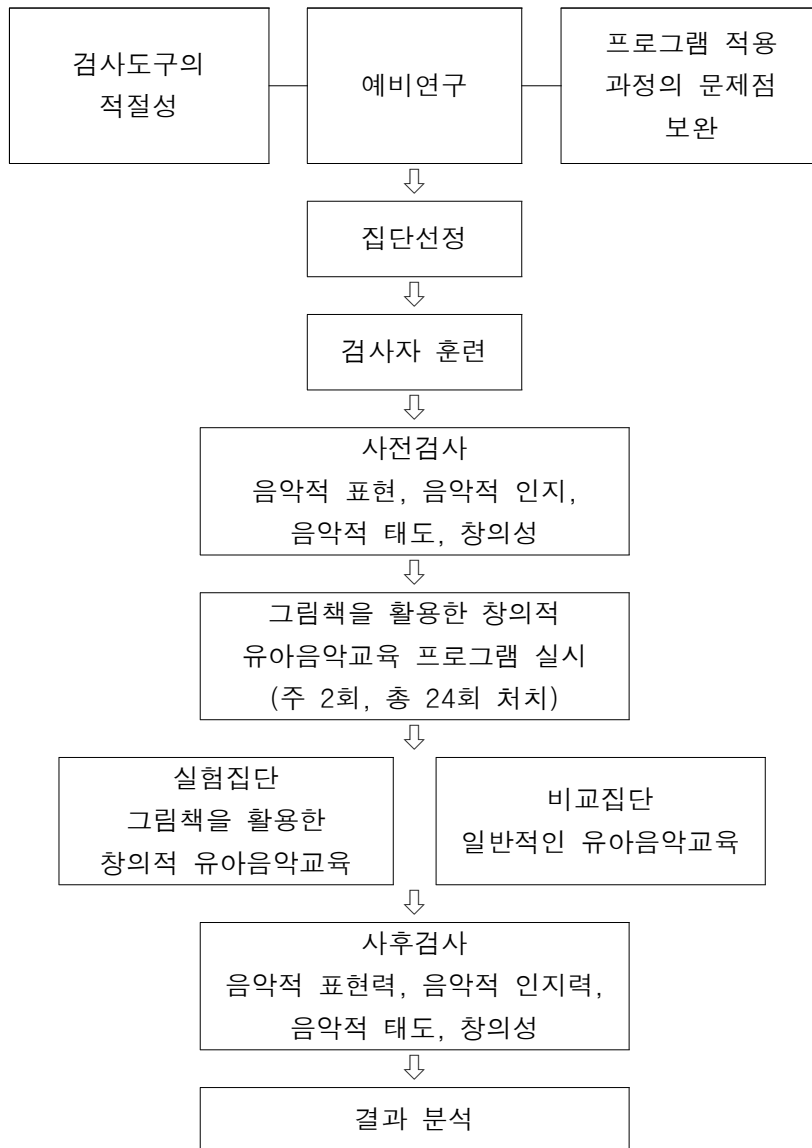 검사도구의
적절성
예비연구
프로그램 적용
과정의 문제점
보완
집단선정
검사자 훈련
사전검사
음악적 표현, 음악적 인지,
음악적 태도, 창의성
그림책을 활용한 창의적
유아음악교육 프로그램 실시
(주 2회, 총 24회 처치)
실험집단
그림책을 활용한
창의적 유아음악교육
비교집단
일반적인 유아음악교육
사후검사
음악적 표현력, 음악적 인지력,
음악적 태도, 창의성
결과 분석